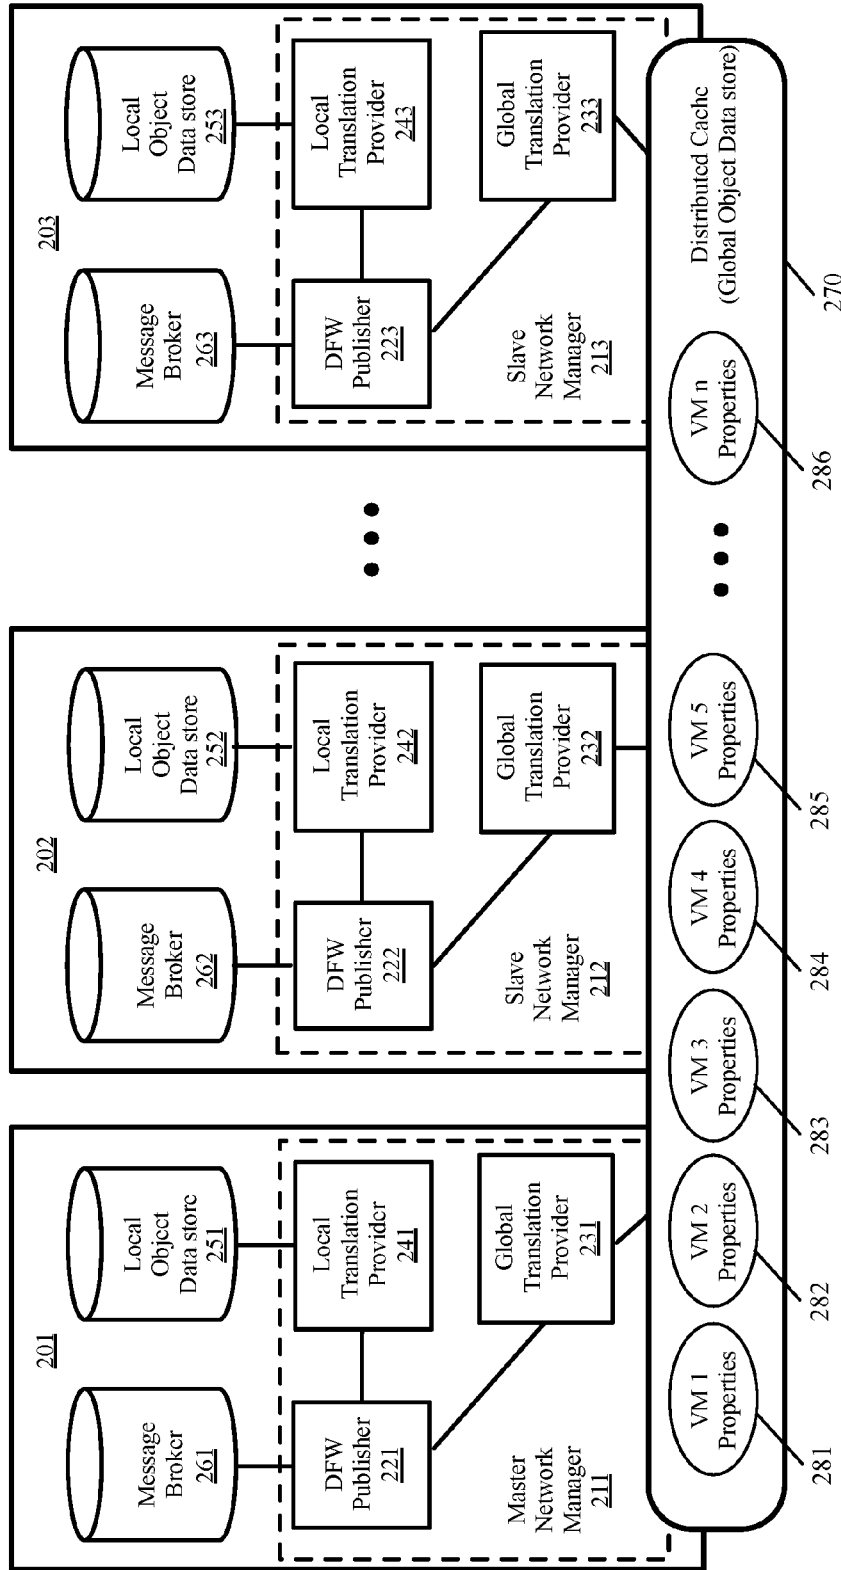 201
Message
Broker
261
Local
Object
Data store
251
DFW
Publisher
221
Local
Translation
Provider
241
Master
Network
Manager
211
Global
Translation
Provider
231
202
Message
Broker
262
Local
Object
Data store
252
DFW
Publisher
222
Local
Translation
Provider
242
Slave
Network
Manager
212
Global
Translation
Provider
232
203
Message
Broker
263
Local
Object
Data store
253
DFW
Publisher
223
Local
Translation
Provider
243
Slave
Network
Manager
213
Global
Translation
Provider
233
VM 1
Properties
VM 2
Properties
VM 3
Properties
VM 4
Properties
VM 5
Properties
VM n
Properties
Distributed Cache
(Global Object Data store)
281
282
283
284
285
286
270